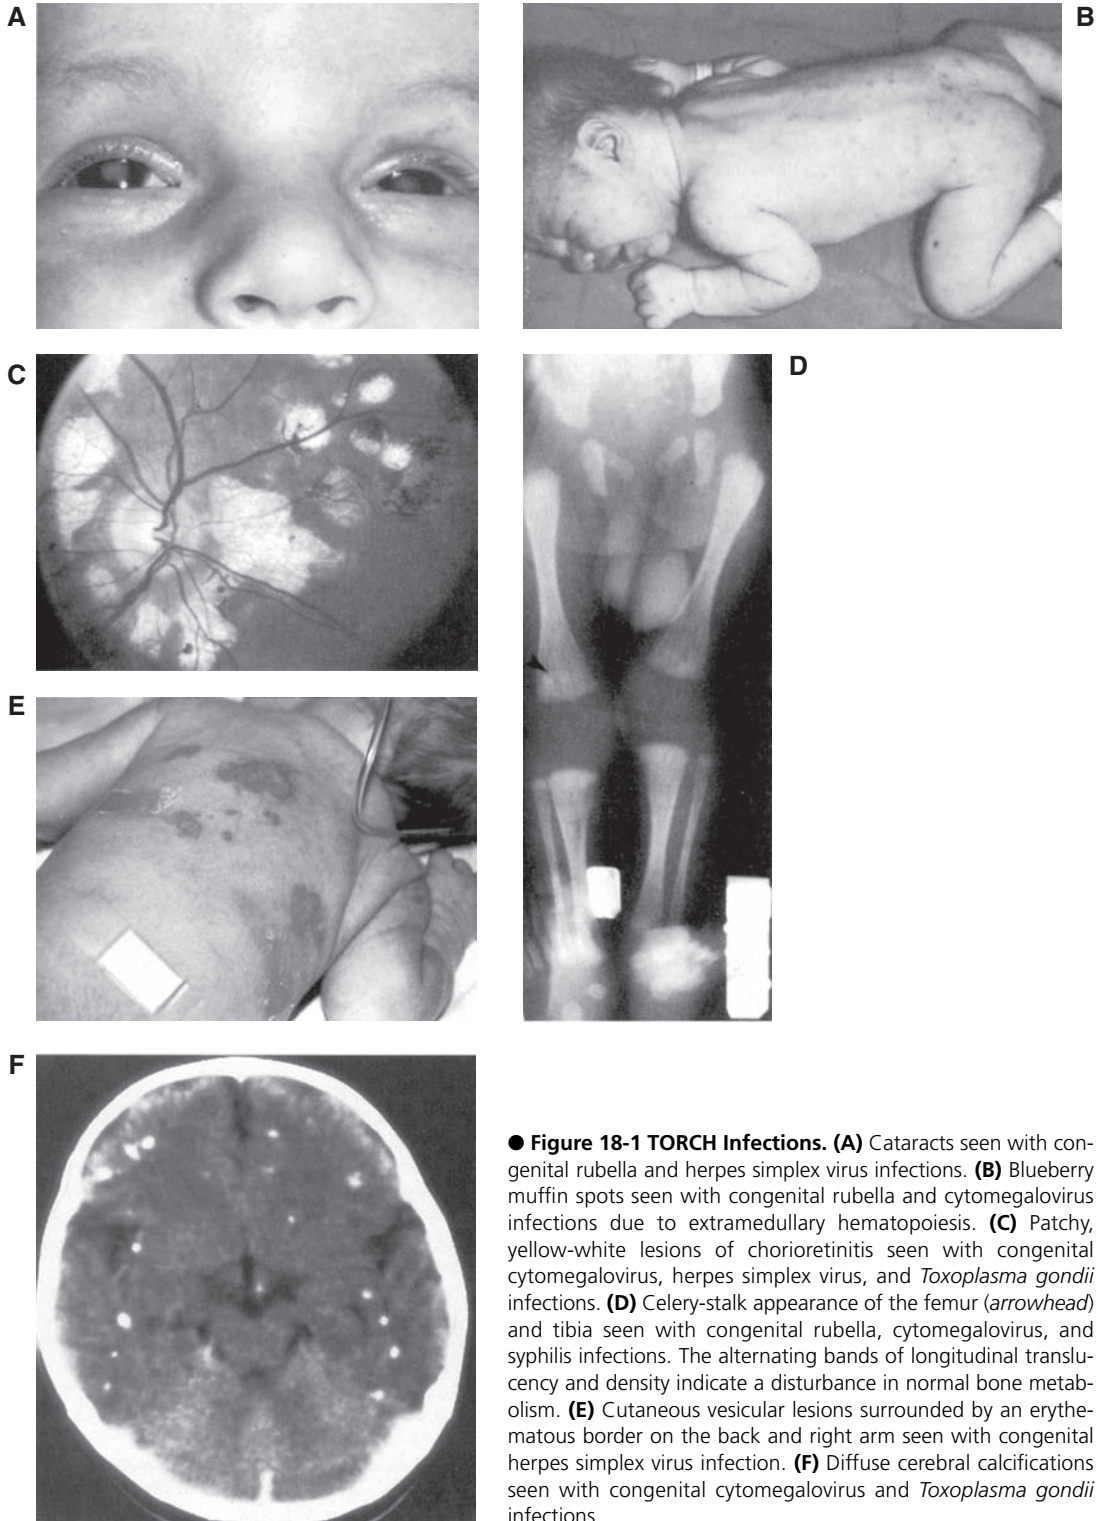 A
B
C
D
E
F
● Figure 18-1 TORCH Infections. (A) Cataracts seen with con-
genital rubella and herpes simplex virus infections. (B) Blueberry
muffin spots seen with congenital rubella and cytomegalovirus
infections due to extramedullary hematopoiesis. (C) Patchy,
yellow-white lesions of chorioretinitis seen with congenital
cytomegalovirus, herpes simplex virus, and Toxoplasma gondii
infections. (D) Celery-stalk appearance of the femur (arrowhead)
and tibia seen with congenital rubella, cytomegalovirus, and
syphilis infections. The alternating bands of longitudinal translu-
cency and density indicate a disturbance in normal bone metab-
olism. (E) Cutaneous vesicular lesions surrounded by an erythe-
matous border on the back and right arm seen with congenital
herpes simplex virus infection. (F) Diffuse cerebral calcifications
seen with congenital cytomegalovirus and Toxoplasma gondii
infections.